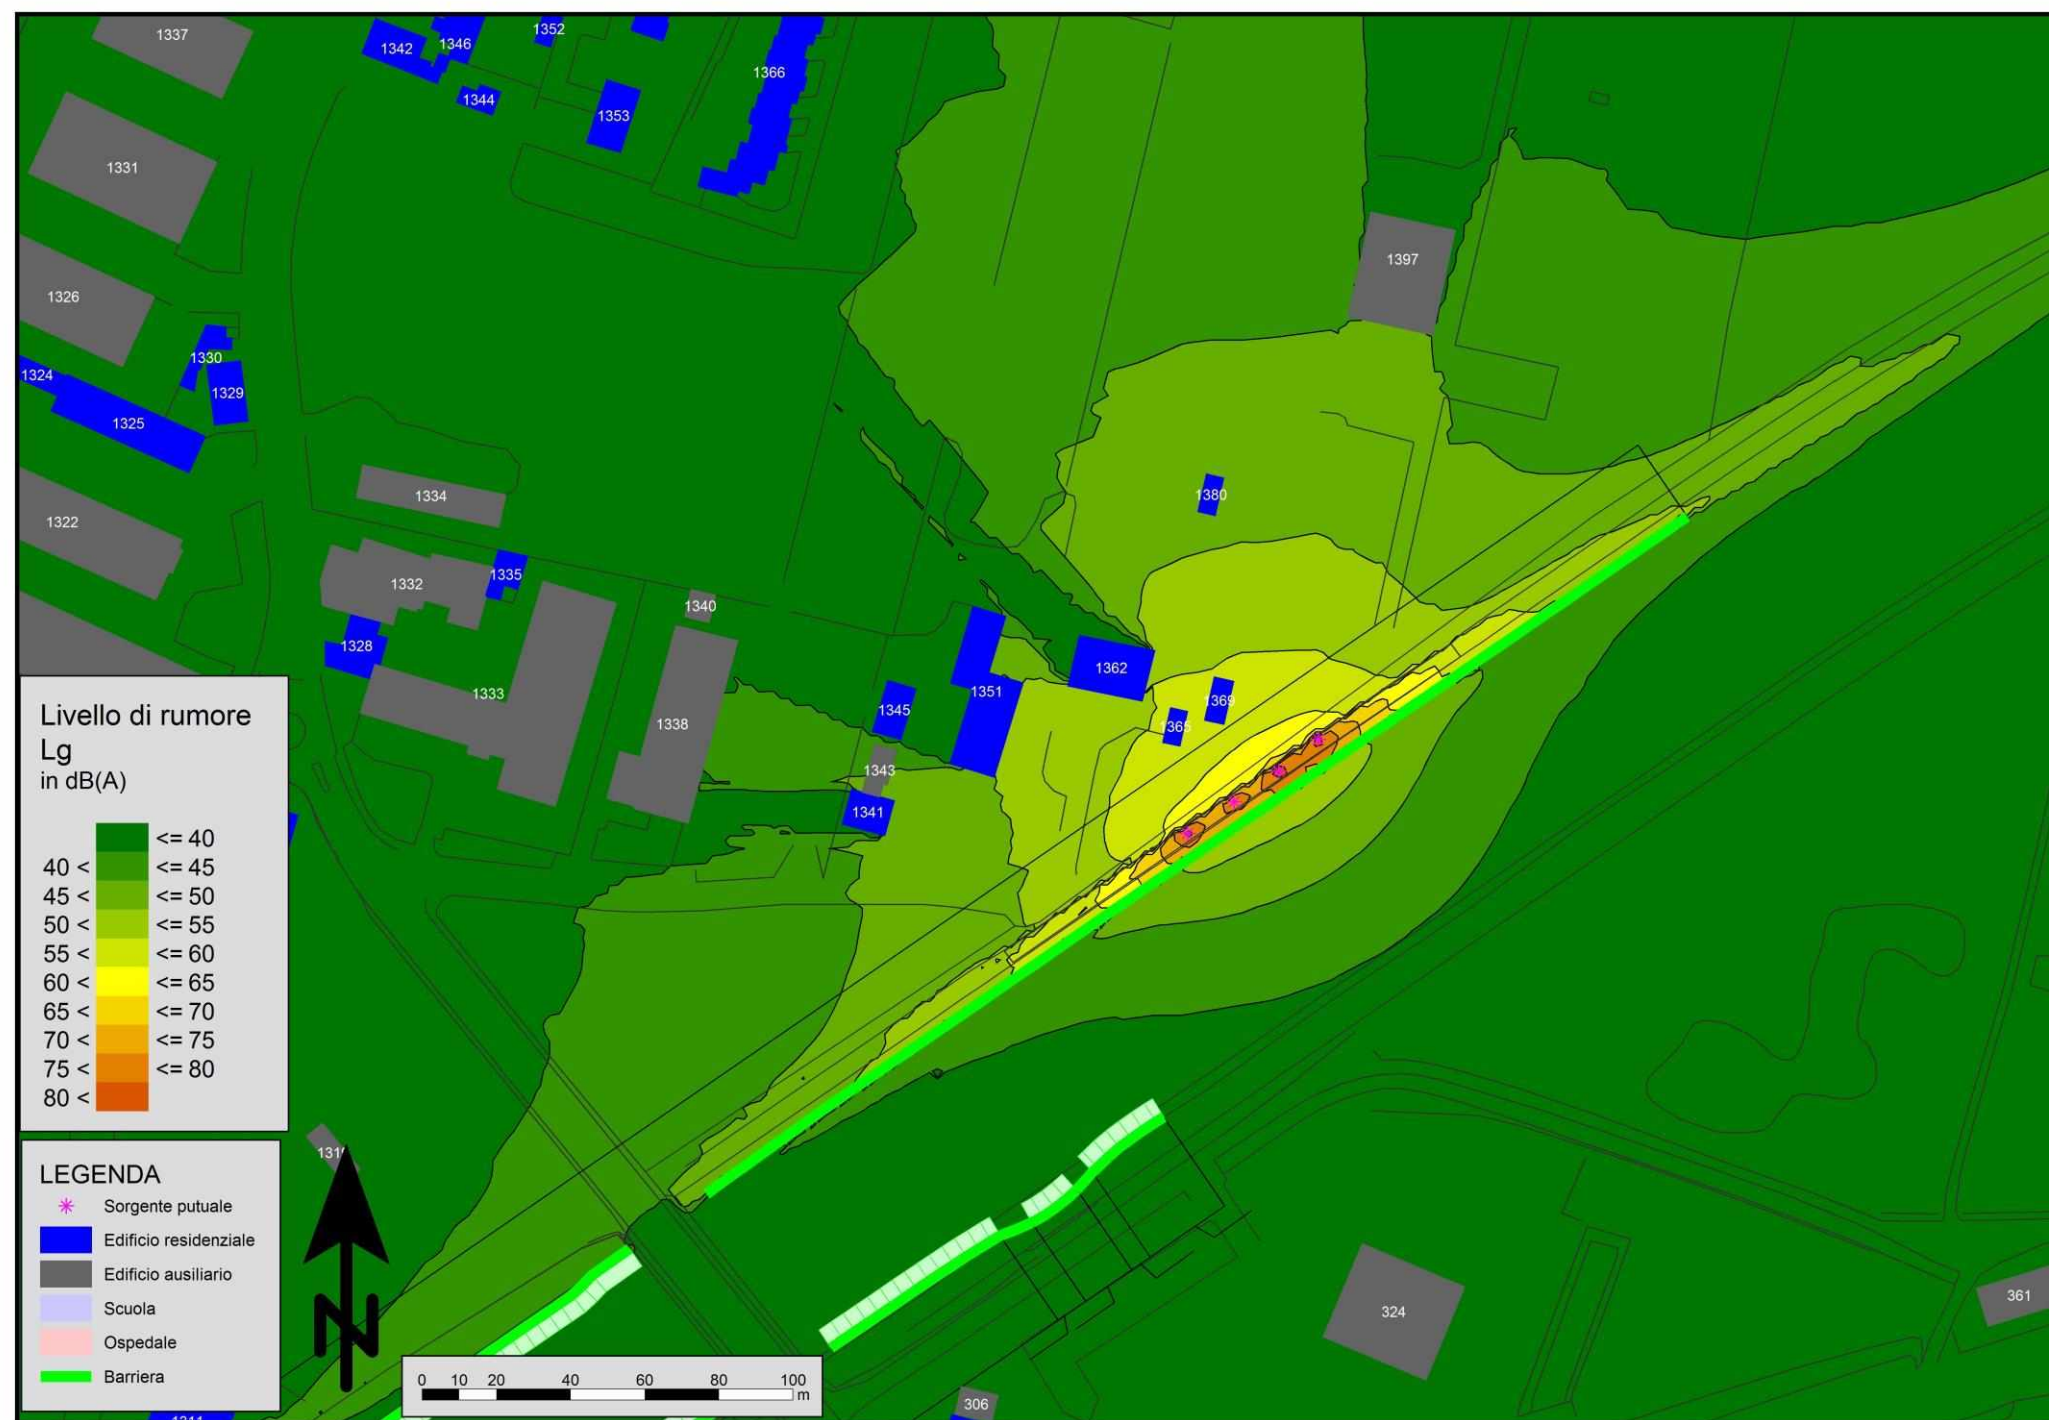 1337
1342
1346
1352
1366
1344
1353
1331
1397
1326
1330
1324
1329
1325
1334
1380
1322
1332
1335
1340
1328
1362
1333
1351
1369
1345
1338
1365
1343
1341
Livello di rumore
Lg
in dB(A)
<= 40
40 < <= 45
45 < <= 50
50 < <= 55
55 < <= 60
60 < <= 65
65 < <= 70
70 < <= 75
75 < <= 80
80 <
LEGENDA
Sorgente putuale
Edificio residenziale
Edificio ausiliario
Scuola
Ospedale
Barriera
N
0 10 20 40 60 80 100
m
324
361
306